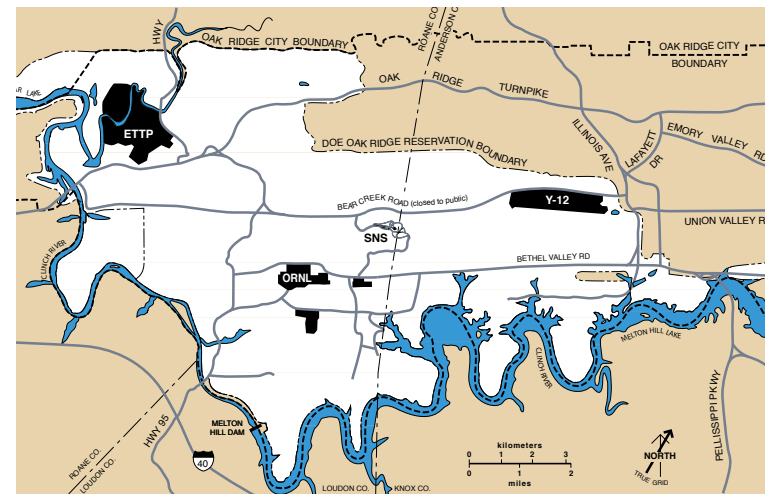 HWY
OAK RIDGE CITY BOUNDARY
ROANE CO.
ANDERSON C
OAK RIDGE CITY
BOUNDARY
OAK RIDGE TURNPIKE
AR LAKE
ETTP
ILLINOIS AVE
LAFAYETT
DR
EMORY VALLEY RD
DOE OAK RIDGE RESERVATION BOUNDARY
BEAR CREEK ROAD (closed to public)
Y-12
UNION VALLEY R
SNS
CLINCH RIVER
BETHEL VALLEY RD
ORNL
MELTON HILL LAKE
CLINCH RIVER
PELLISSIPPI PKWY
MELTON
HILL DAM
HWY 95
40
ROANE CO.
LOUDON CO.
LOUDON CO.
KNOX CO.
kilometers
0 1 2 3
0 1 2
miles
NORTH
TRUE GRID